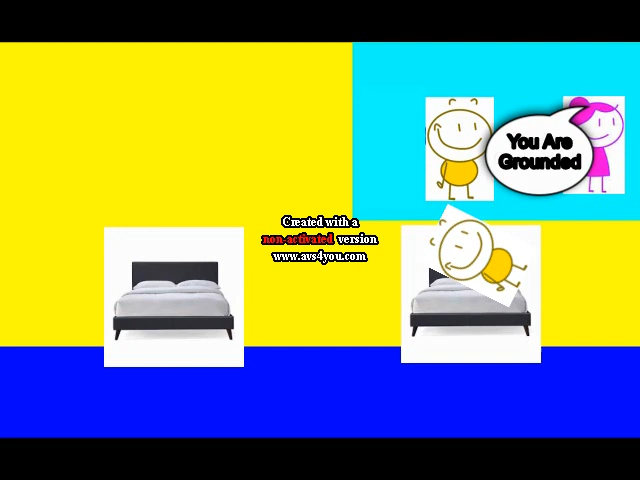 You Are
Grounded
Created with a
non-activated version
www.avs4you.com